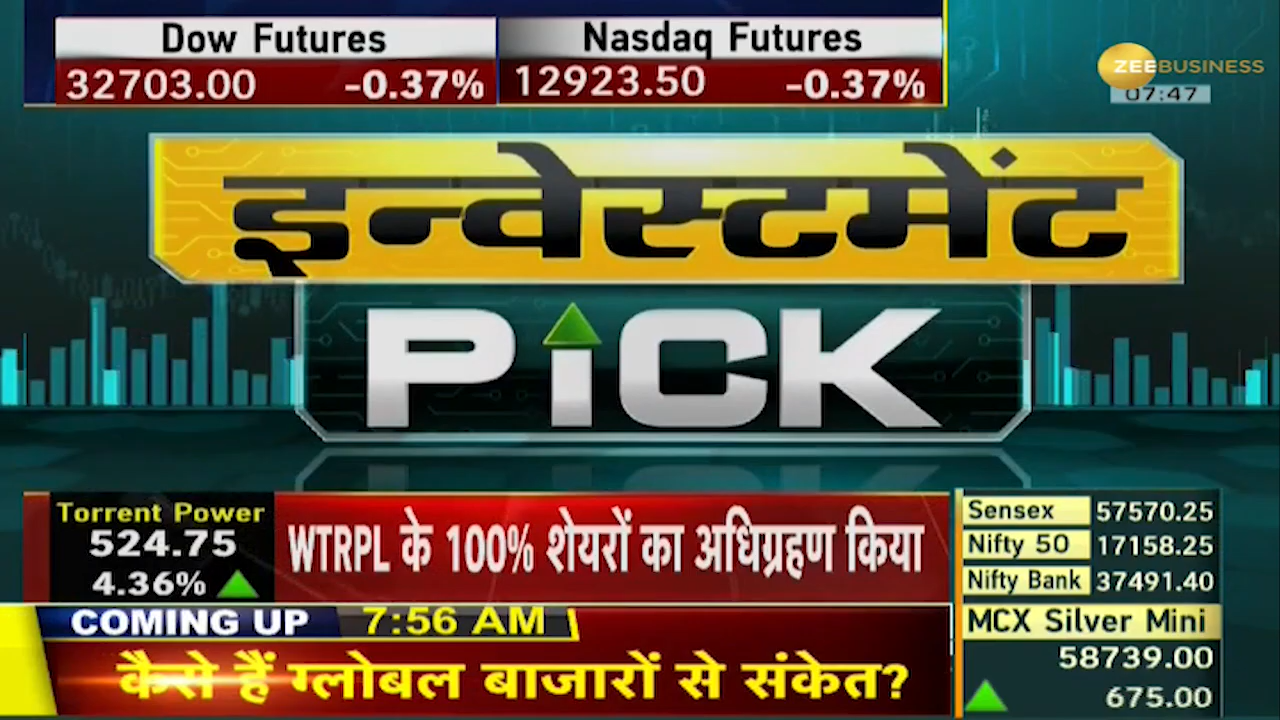 Dow Futures
32703.00 -0.37%
Nasdaq Futures
12923.50 -0.37%
ZEEBUSINESS
07:47
इन्वेस्टमेंट
PiCK
Torrent Power
524.75
4.36%
WTRPL के 100% शेयरों का अधिग्रहण किया
Sensex 57570.25
Nifty 50 17158.25
Nifty Bank 37491.40
MCX Silver Mini
58739.00
675.00
COMING UP 7:56 AM
कैसे हैं ग्लोबल बाजारों से संकेत?